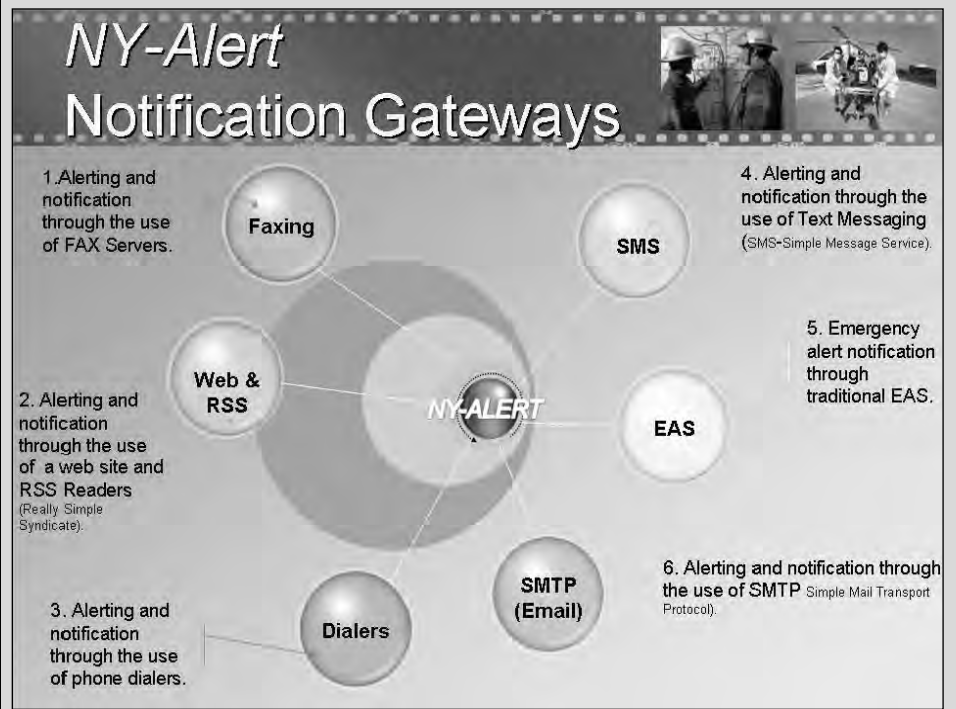 NY-Alert
Notification Gateways
1.Alerting and
notification
through the use
of FAX Servers.
Faxing
SMS
4. Alerting and
notification through the
use of Text Messaging
(SMS-Simple Message Service).
Web &
RSS
2. Alerting and
notification
through the use
of a web site and
RSS Readers
(Really Simple
Syndicate).
NY-ALERT
5. Emergency
alert notification
through
traditional EAS.
EAS
3. Alerting and
notification
through the use
of phone dialers.
Dialers
SMTP
(Email)
6. Alerting and notification through
the use of SMTP Simple Mail Transport
Protocol).